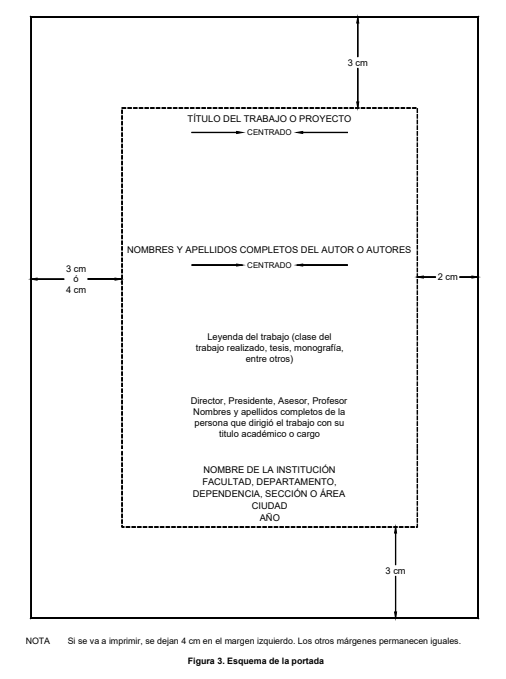 3 cm
TÍTULO DEL TRABAJO O PROYECTO
CENTRADO
NOMBRES Y APELLIDOS COMPLETOS DEL AUTOR O AUTORES
CENTRADO
3 cm
ó
4 cm
2 cm
Leyenda del trabajo (clase del
trabajo realizado, tesis, monografía,
entre otros)
Director, Presidente, Asesor, Profesor
Nombres y apellidos completos de la
persona que dirigió el trabajo con su
título académico o cargo
NOMBRE DE LA INSTITUCIÓN
FACULTAD, DEPARTAMENTO,
DEPENDENCIA, SECCIÓN O ÁREA
CIUDAD
AÑO
3 cm
NOTA Si se va a imprimir, se dejan 4 cm en el margen izquierdo. Los otros márgenes permanecen iguales.
Figura 3. Esquema de la portada